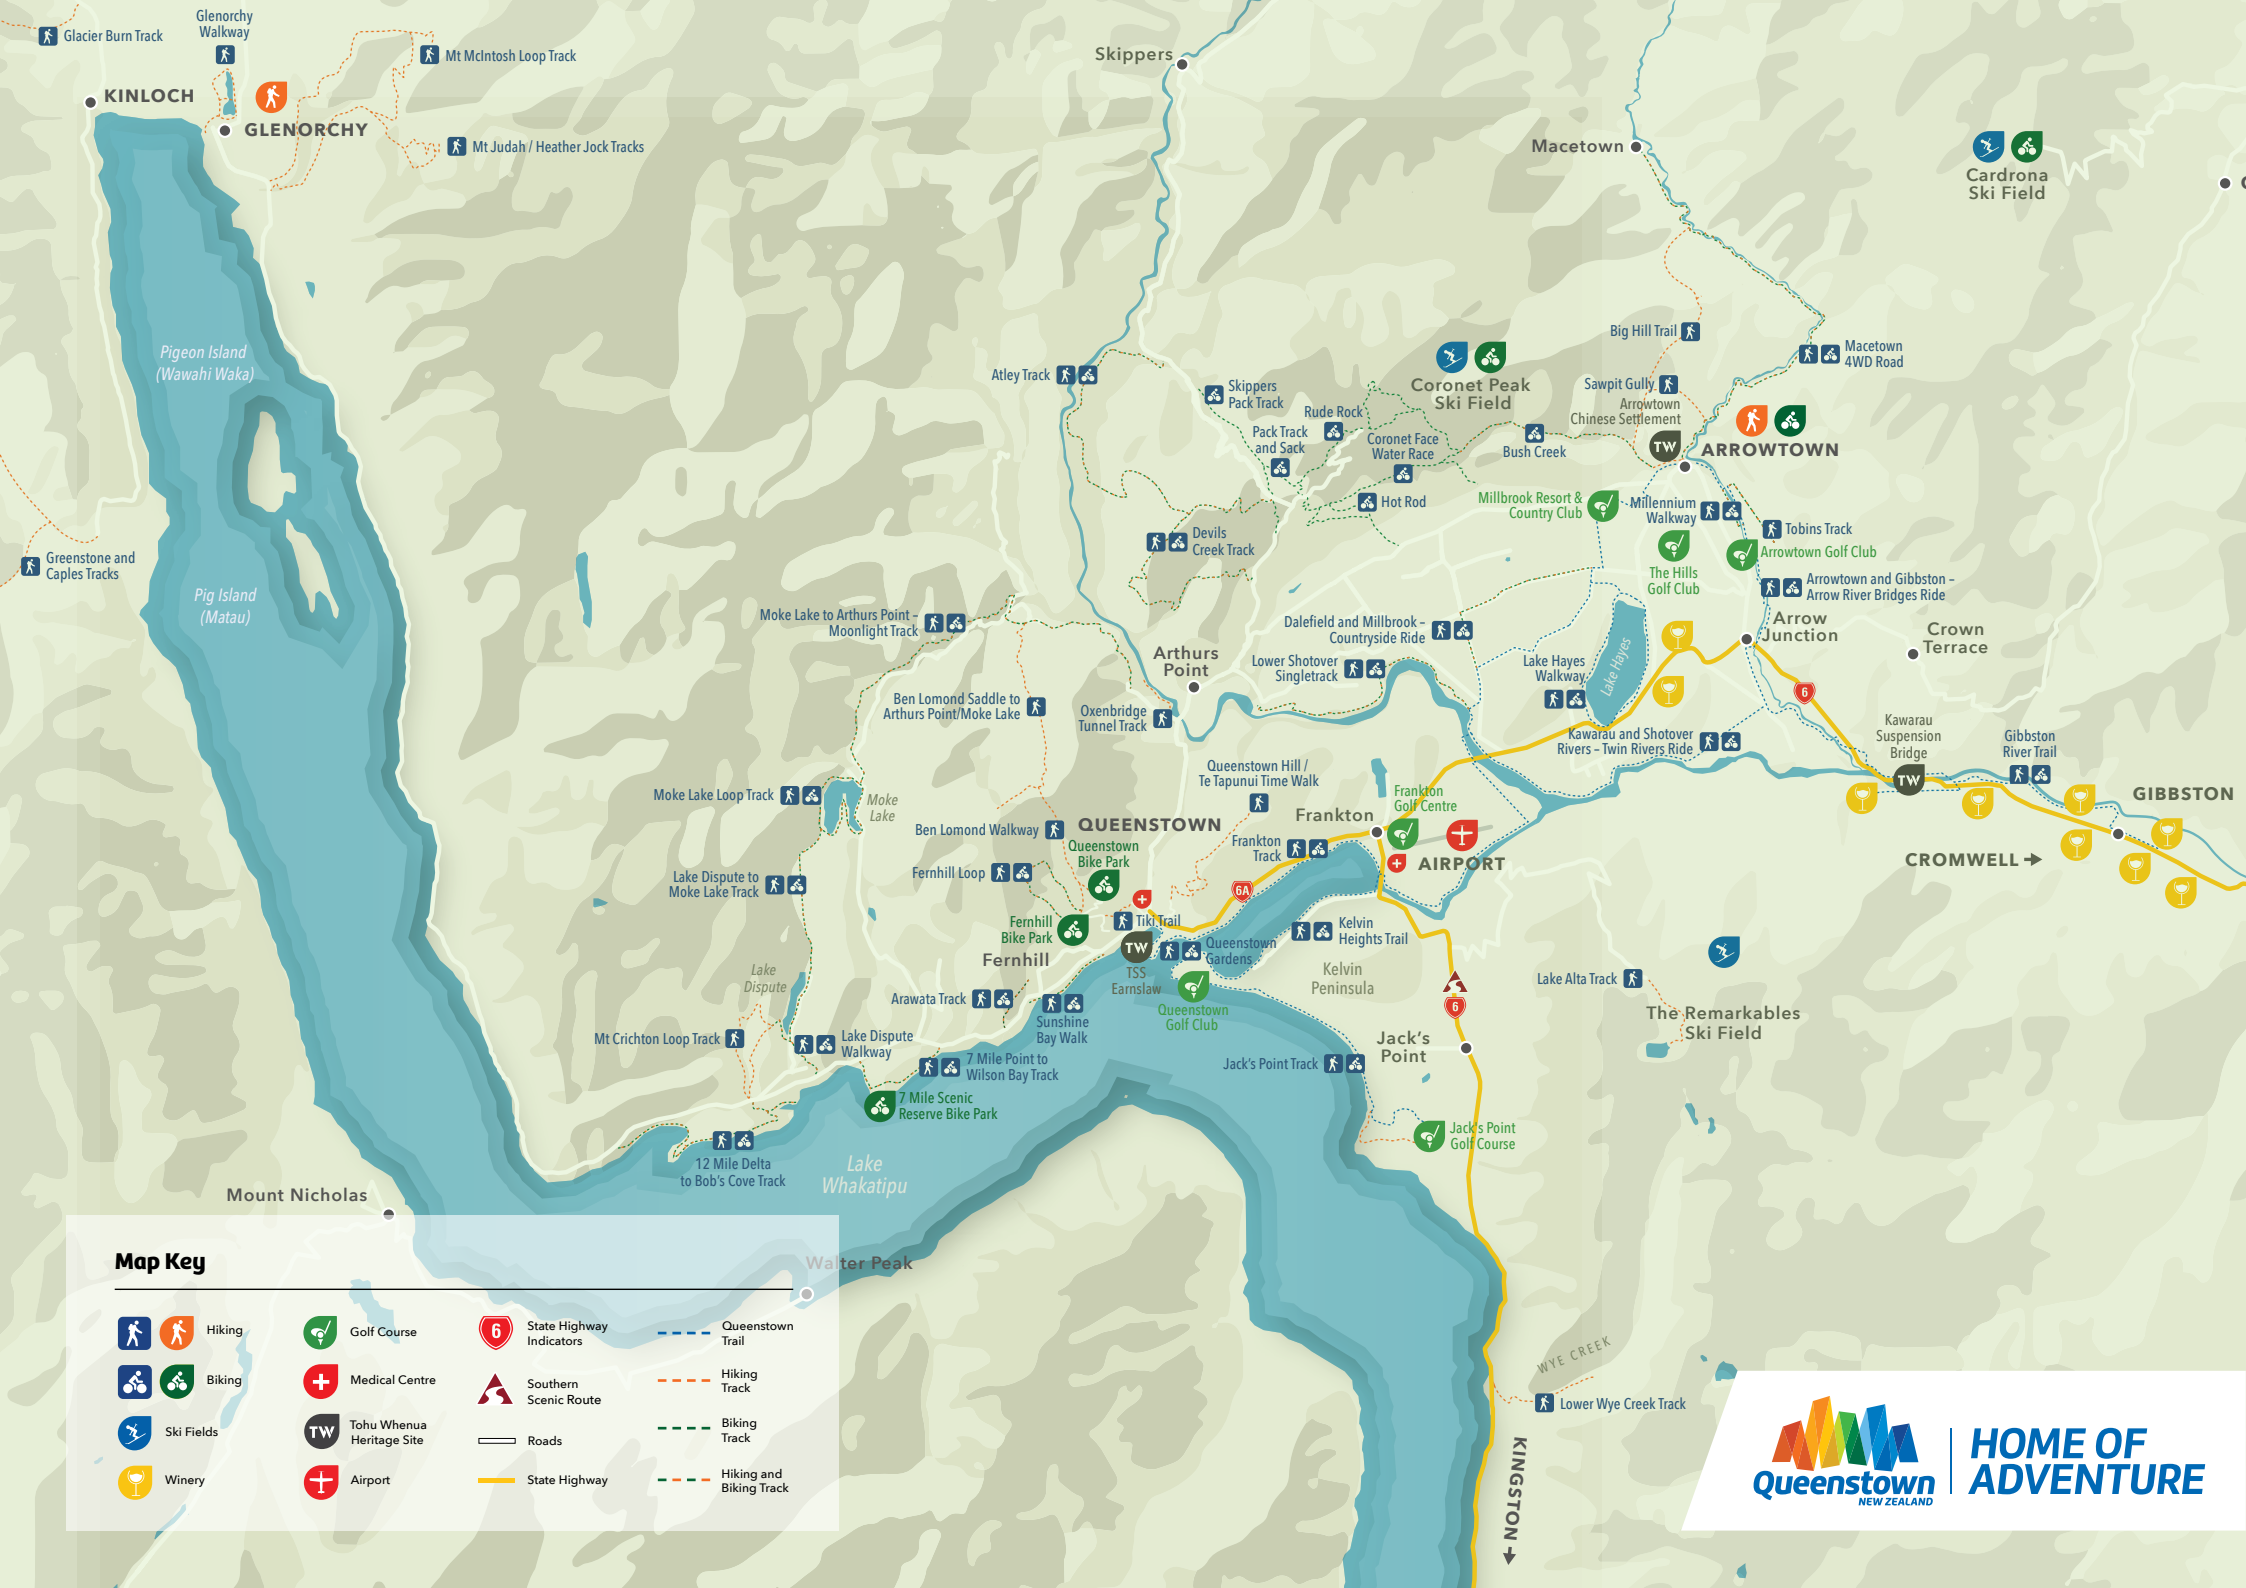 Glacier Burn Track
Glenorchy
Walkway
Mt McIntosh Loop Track
KINLOCH
GLENORCHY
Mt Judah / Heather Jock Tracks
Skippers
Macetown
Cardrona
Ski Field
Pigeon Island
(Wawahi Waka)
Big Hill Trail
Macetown
4WD Road
Atley Track
Skippers
Pack Track
Coronet Peak
Ski Field
Sawpit Gully
Arrowtown
Chinese Settlement
Rude Rock
Pack Track
and Sack
Coronet Face
Water Race
Bush Creek
TW
ARROWTOWN
Hot Rod
Millbrook Resort &
Country Club
Millennium
Walkway
Tobins Track
Devils
Creek Track
The Hills
Golf Club
Arrowtown Golf Club
Greenstone and
Caples Tracks
Pig Island
(Matau)
Arrowtown and Gibbston –
Arrow River Bridges Ride
Moke Lake to Arthurs Point –
Moonlight Track
Dalefield and Millbrook –
Countryside Ride
Arrow
Junction
Crown
Terrace
Arthurs
Point
Lower Shotover
Singletrack
Lake Hayes
Walkway
Lake Hayes
6
Ben Lomond Saddle to
Arthurs Point/Moke Lake
Oxenbridge
Tunnel Track
Kawarau and Shotover
Rivers – Twin Rivers Ride
Kawarau
Suspension
Bridge
TW
Gibbston
River Trail
GIBBSTON
Queenstown Hill /
Te Tapunui Time Walk
Moke Lake Loop Track
Moke
Lake
Frankton
Golf Centre
Frankton
Ben Lomond Walkway
QUEENSTOWN
Queenstown
Bike Park
Frankton
Track
AIRPORT
CROMWELL
Fernhill Loop
Lake Dispute to
Moke Lake Track
6A
Fernhill
Bike Park
Tiki Trail
TW
TSS
Earnslaw
Queenstown
Gardens
Kelvin
Heights Trail
Fernhill
Kelvin
Peninsula
Lake
Dispute
Lake Alta Track
Arawata Track
Sunshine
Bay Walk
Queenstown
Golf Club
6
The Remarkables
Ski Field
Mt Crichton Loop Track
Lake Dispute
Walkway
Jack's
Point
7 Mile Point to
Wilson Bay Track
Jack's Point Track
7 Mile Scenic
Reserve Bike Park
Jack's Point
Golf Course
12 Mile Delta
to Bob's Cove Track
Lake
Whakatipu
Mount Nicholas
Walter Peak
WYE CREEK
Lower Wye Creek Track
KINGSTON
Map Key
Hiking
Biking
Ski Fields
Winery
Golf Course
Medical Centre
TW
Tohu Whenua
Heritage Site
Airport
6
State Highway
Indicators
Southern
Scenic Route
Roads
State Highway
Queenstown
Trail
Hiking
Track
Biking
Track
Hiking and
Biking Track
Queenstown
NEW ZEALAND
HOME OF
ADVENTURE